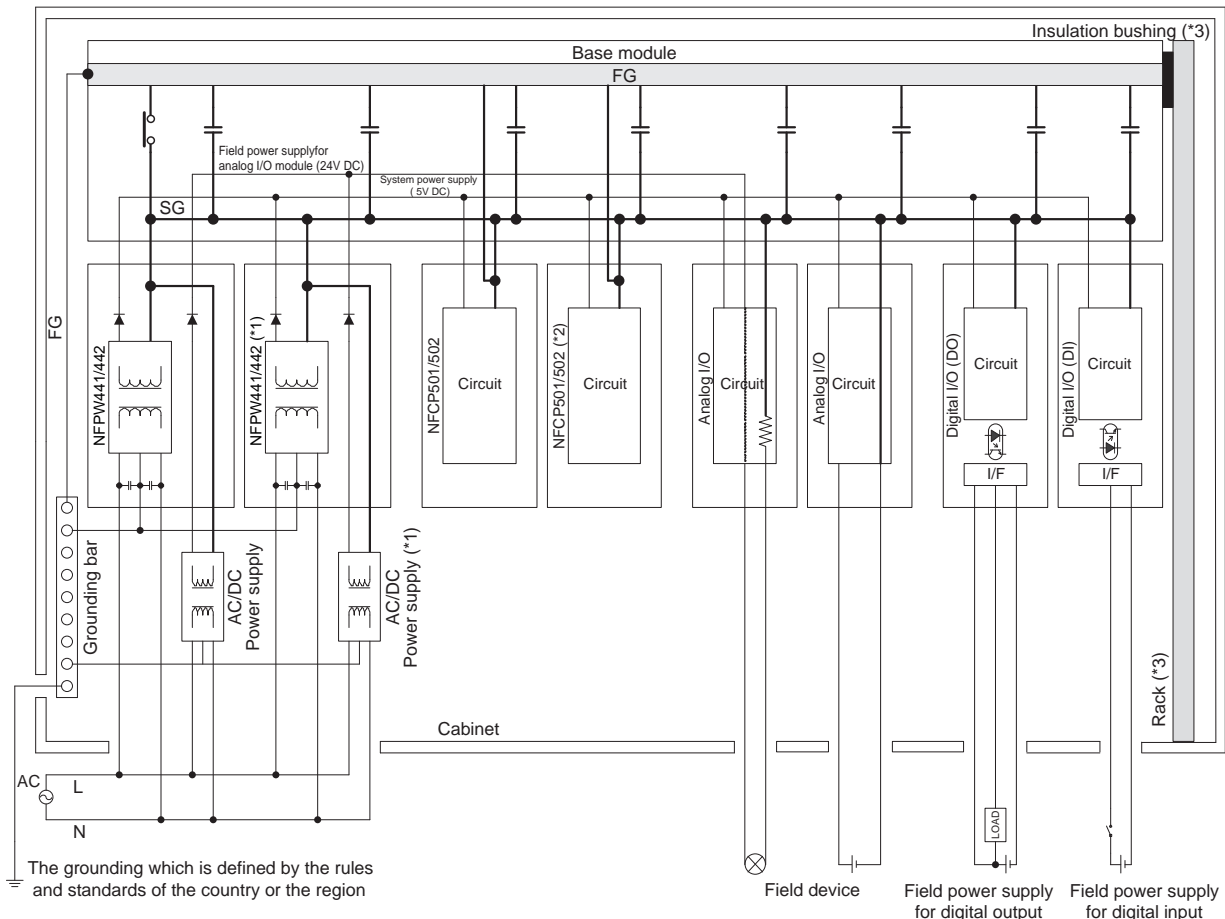 Insulation bushing (*3)
Base module
FG
Field power supplyfor
analog I/O module (24V DC)
System power supply
( 5V DC)
SG
FG
NFPW441/442
NFPW441/442 (*1)
NFCP501/502
Circuit
NFCP501/502 (*2)
Circuit
Analog I/O
Circuit
Analog I/O
Circuit
Digital I/O (DO)
Circuit
I/F
Digital I/O (DI)
Circuit
I/F
Grounding bar
AC/DC
Power supply
AC/DC
Power supply (*1)
Rack (*3)
Cabinet
AC
L
N
LOAD
The grounding which is defined by the rules
and standards of the country or the region
Field device
Field power supply
for digital output
Field power supply
for digital input